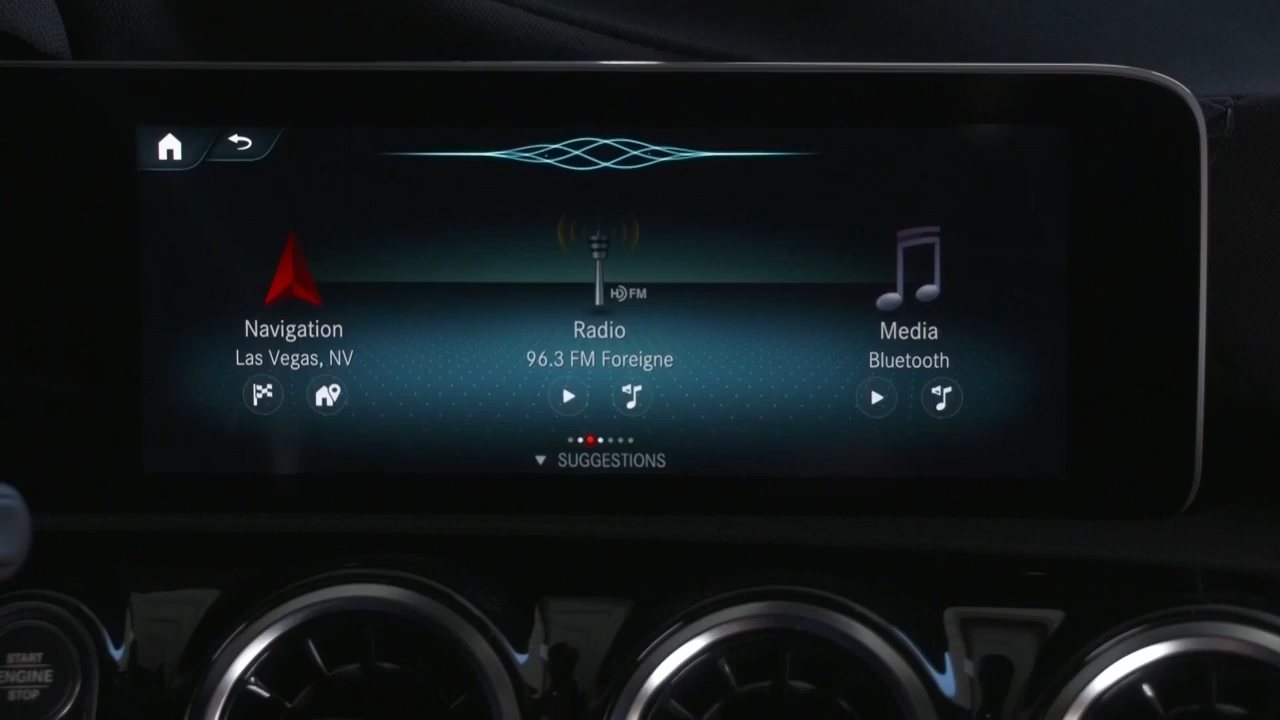 HD FM
Navigation
Radio
Media
Las Vegas, NV
96.3 FM Foreigne
Bluetooth
SUGGESTIONS
START
ENGINE
STOP